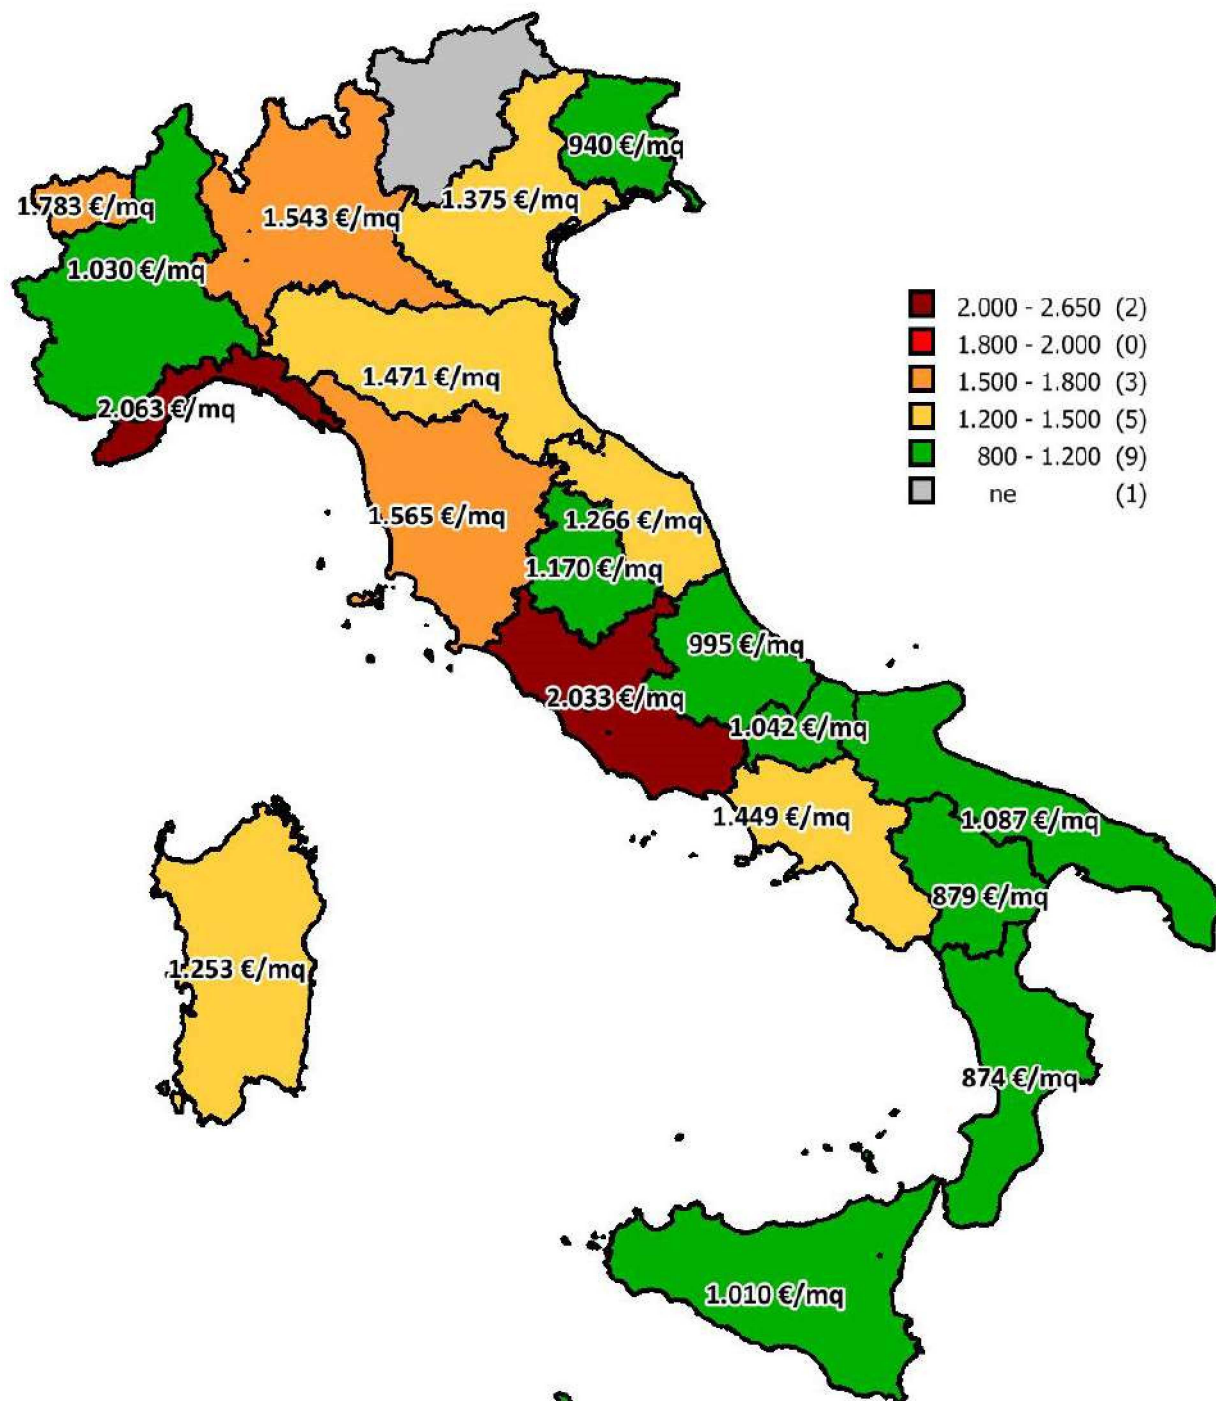 940 €/mq
1.783 €/mq
1.543 €/mq
1.375 €/mq
1.030 €/mq
2.000 - 2.650 (2)
1.800 - 2.000 (0)
1.500 - 1.800 (3)
1.200 - 1.500 (5)
800 - 1.200 (9)
ne (1)
1.471 €/mq
2.063 €/mq
1.565 €/mq
1.266 €/mq
1.170 €/mq
995 €/mq
2.033 €/mq
1.042 €/mq
1.449 €/mq
1.087 €/mq
879 €/mq
1.253 €/mq
874 €/mq
1.010 €/mq